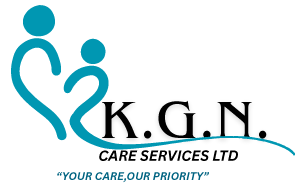 K.G.N.
CARE SERVICES LTD
“YOUR CARE,OUR PRIORITY”